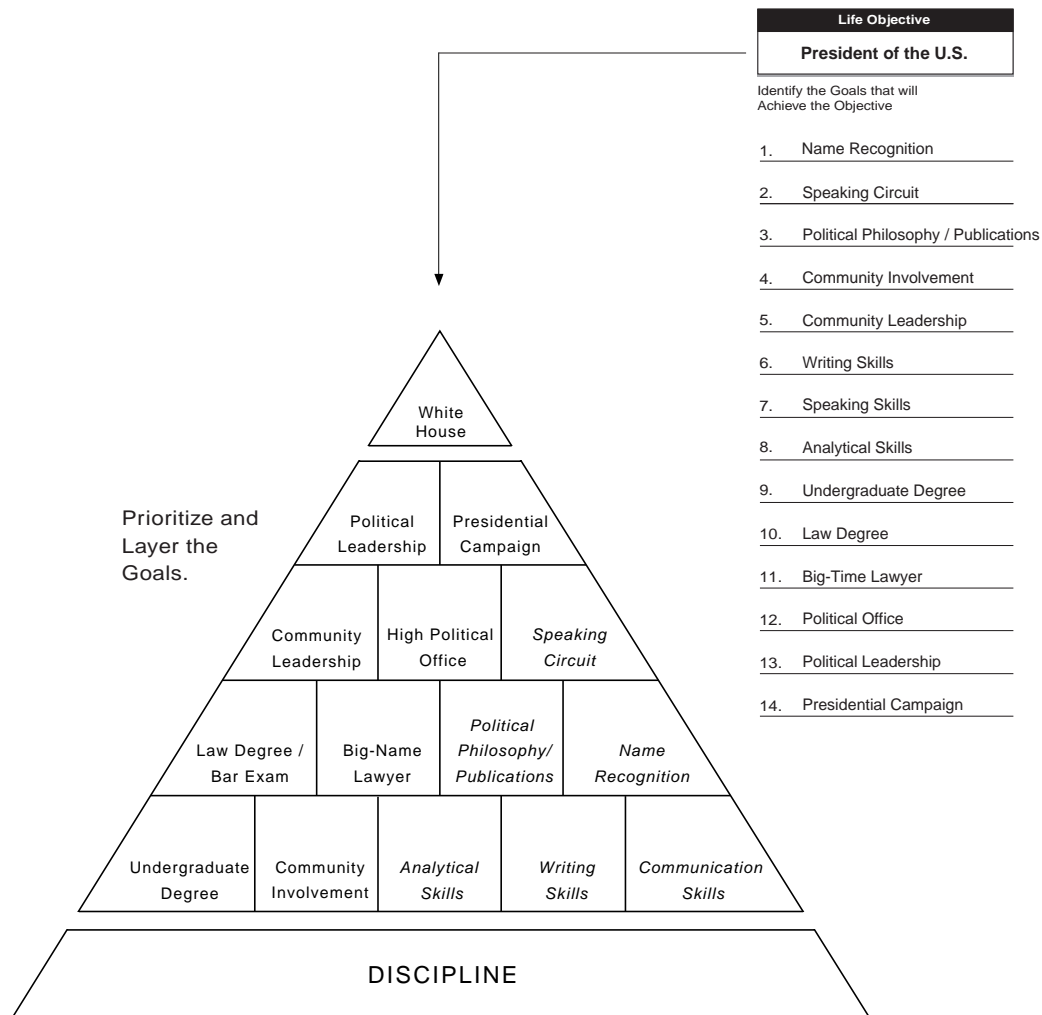 Life Objective
President of the U.S.
Identify the Goals that will
Achieve the Objective
1. Name Recognition
2. Speaking Circuit
3. Political Philosophy / Publications
4. Community Involvement
5. Community Leadership
6. Writing Skills
7. Speaking Skills
8. Analytical Skills
9. Undergraduate Degree
10. Law Degree
11. Big-Time Lawyer
12. Political Office
13. Political Leadership
14. Presidential Campaign
Prioritize and
Layer the
Goals.
White
House
Political
Leadership
Presidential
Campaign
Community
Leadership
High Political
Office
Speaking
Circuit
Law Degree /
Bar Exam
Big-Name
Lawyer
Political
Philosophy/
Publications
Name
Recognition
Undergraduate
Degree
Community
Involvement
Analytical
Skills
Writing
Skills
Communication
Skills
DISCIPLINE